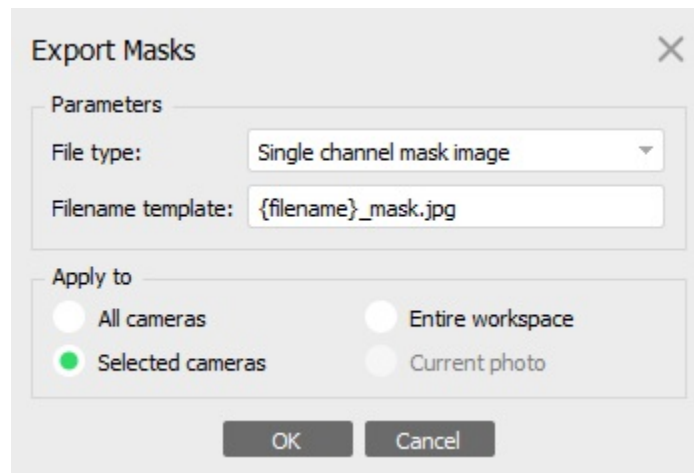 Export Masks
Parameters
File type: Single channel mask image
Filename template: {filename}_mask.jpg
Apply to
All cameras Entire workspace
Selected cameras Current photo
OK Cancel